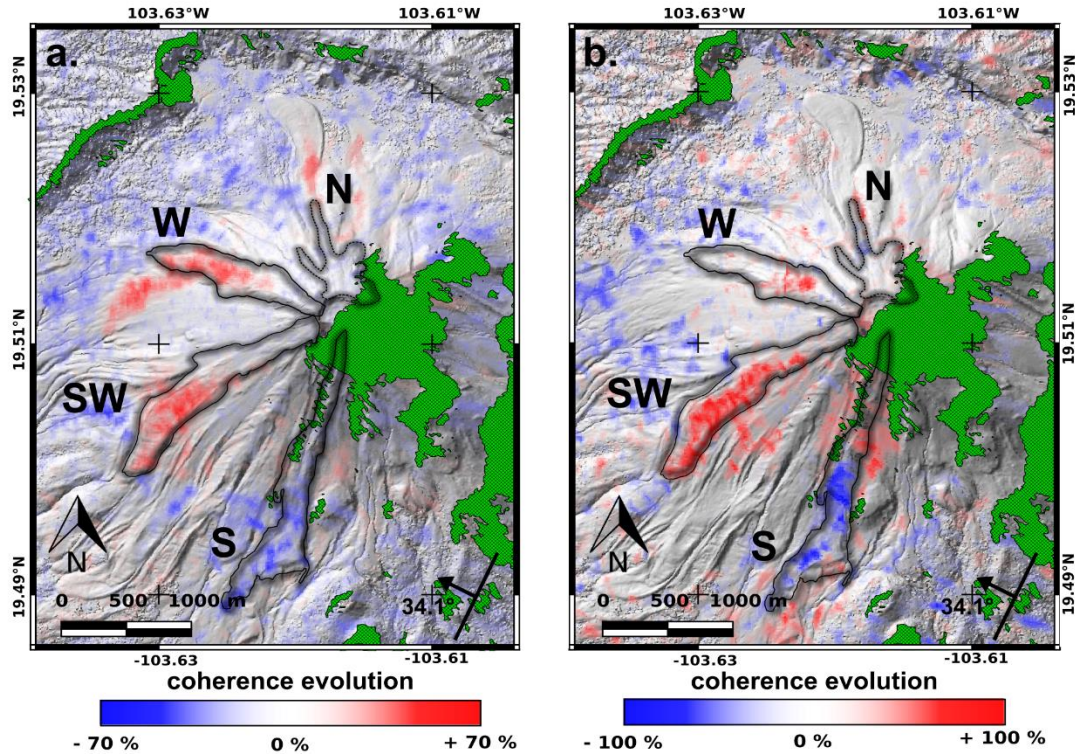 103.63°W 103.61°W 103.63°W 103.61°W
a. b.
19.53°N 19.53°N
N N
W W
19.51°N 19.51°N
SW SW
S S
N N
19.49°N 19.49°N
0 500 1000 m 34.1° 0 500 1000 m 34.1°
-103.63 -103.61 -103.63 -103.61
coherence evolution coherence evolution
- 70 % 0 % + 70 % - 100 % 0 % + 100 %